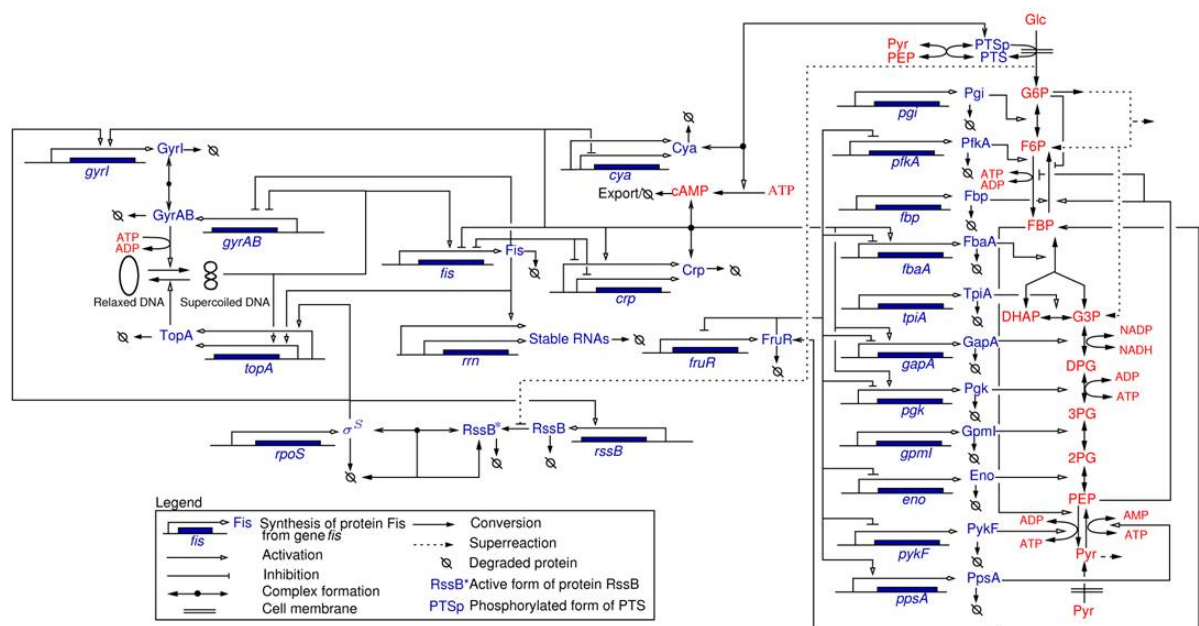 Glc
Pyr
PEP
PTSp
PTS
Pgi
pgi
G6P
GyrI
gyrI
Cya
cya
PfkA
pfkA
F6P
ATP
ADP
Export/
cAMP
ATP
Fbp
fbp
FBP
GyrAB
gyrAB
ATP
ADP
Relaxed DNA
Supercoiled DNA
Fis
fis
Crp
crp
FbaA
fbaA
TpiA
tpiA
DHAP
G3P
TopA
topA
Stable RNAs
rrn
FruR
fruR
GapA
gapA
NADP
NADH
DPG
Pgk
pgk
ADP
ATP
3PG
σS
rpoS
RssB*
RssB
rssB
GpmI
gpmI
2PG
Eno
eno
PEP
PykF
pykF
ADP
ATP
AMP
ATP
Pyr
PpsA
ppsA
Pyr
Legend
Fis
fis
Synthesis of protein Fis
from gene fis
Activation
Inhibition
Complex formation
Cell membrane
Conversion
Superreaction
Degraded protein
RssB* Active form of protein RssB
PTSp Phosphorylated form of PTS